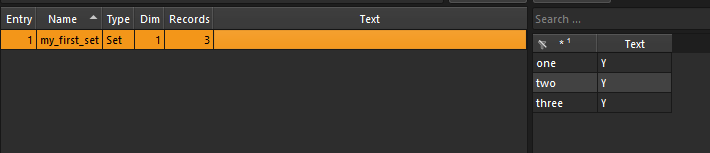 Entry Name Type Dim Records Text
1 my_first_set Set 1 3
Search ...
* 1 Text
one Y
two Y
three Y